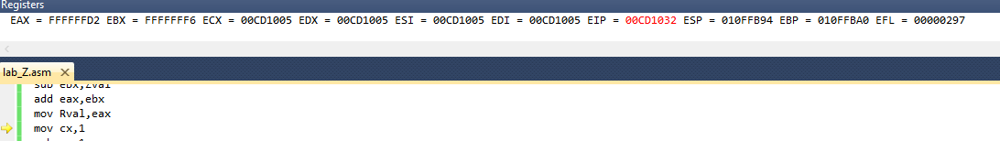 Registers
EAX = FFFFFFD2 EBX = FFFFFFF6 ECX = 00CD1005 EDX = 00CD1005 ESI = 00CD1005 EDI = 00CD1005 EIP = 00CD1032 ESP = 010FFB94 EBP = 010FFBA0 EFL = 00000297
lab_Z.asm
sub ebx,Zval
add eax,ebx
mov Rval,eax
mov cx,1